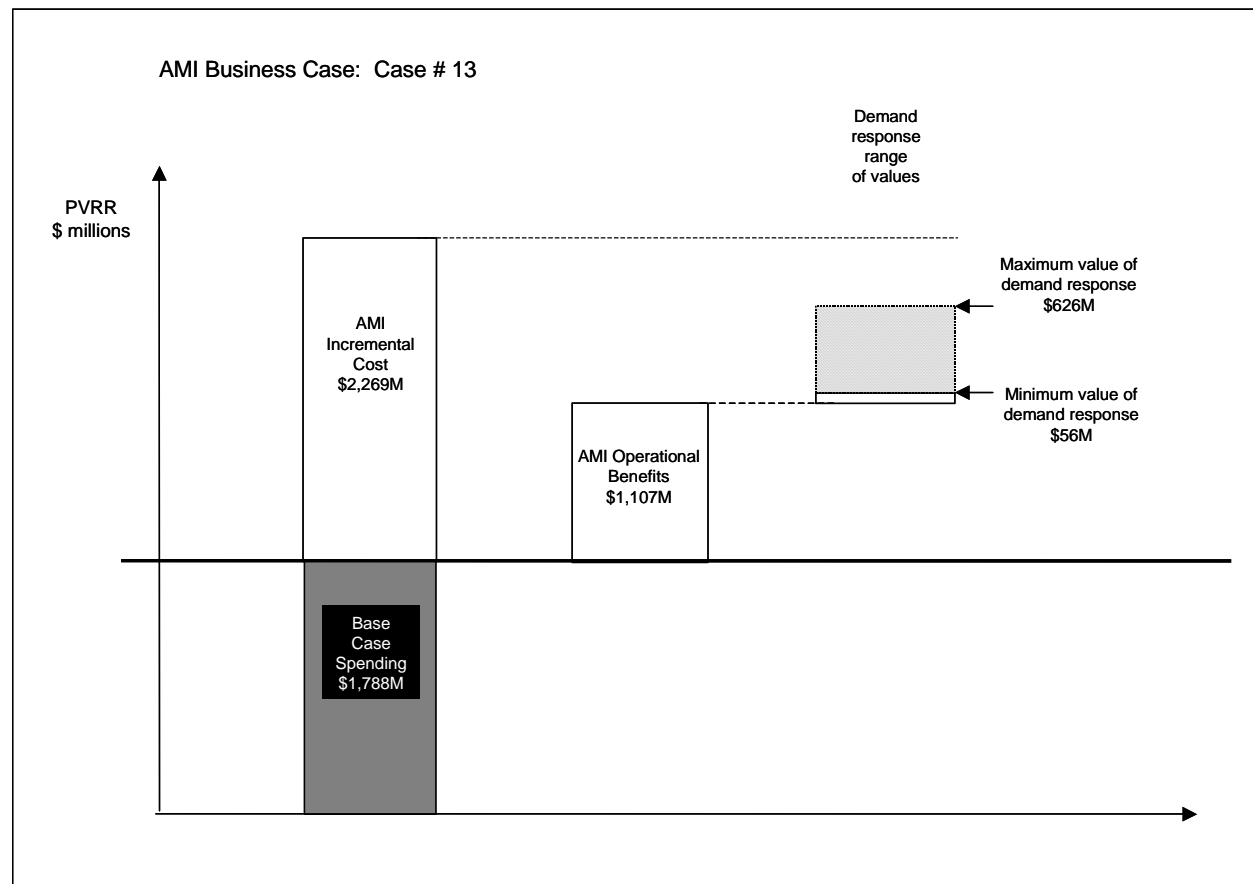 AMI Business Case:  Case # 13
Demand
response
range
of values
PVRR
$ millions
Maximum value of
demand response
$626M
AMI
Incremental
Cost
$2,269M
Minimum value of
demand response
$56M
AMI Operational
Benefits
$1,107M
Base
Case
Spending
$1,788M